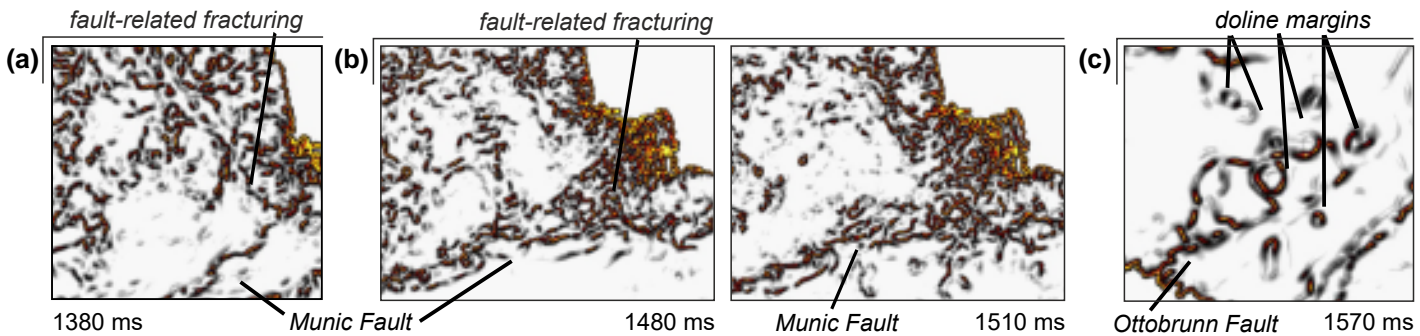 fault-related fracturing
fault-related fracturing
doline margins
(a)
(b)
(c)
1380 ms
Munic Fault
1480 ms
Munic Fault
1510 ms
Ottobrunn Fault
1570 ms